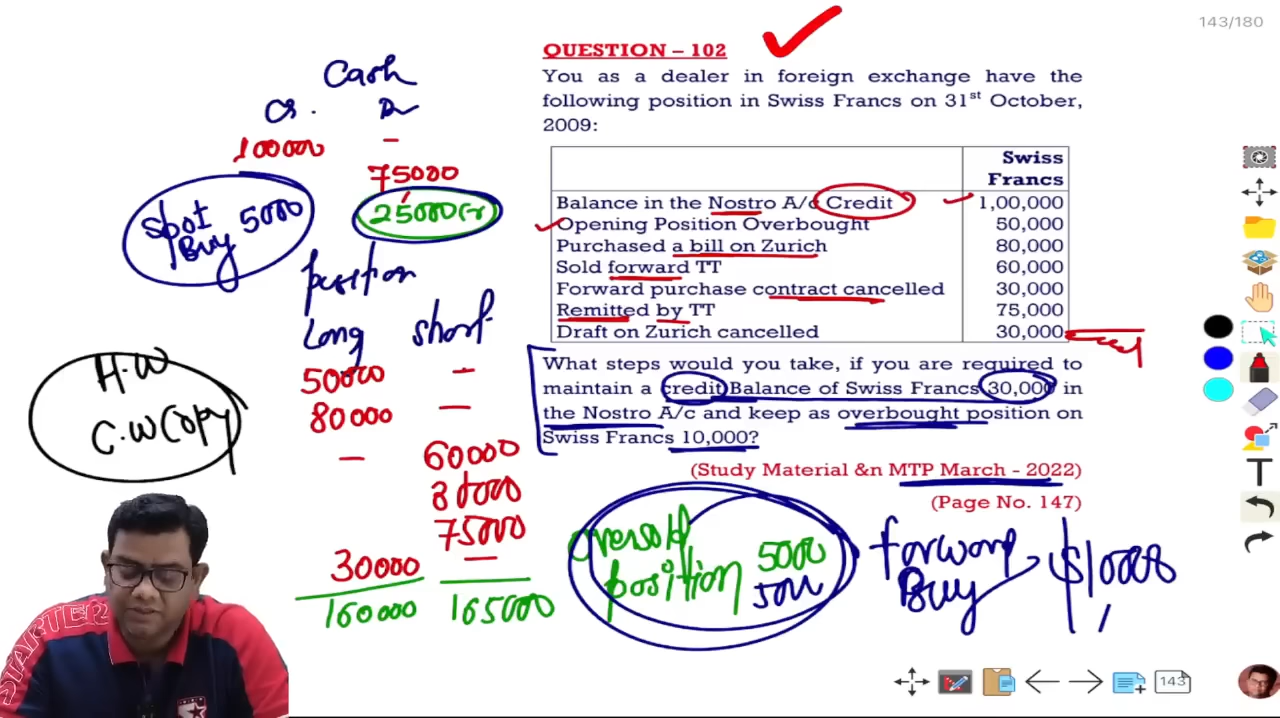 143/180
Cash
Cr. Dr
100000 -
75000
25000(Cr)
Spot Buy 5000
position
Long short
50000 -
80000 -
- 60000
30000
75000
30000 -
160000 165000
H.W
C.W Copy
QUESTION – 102
You as a dealer in foreign exchange have the
following position in Swiss Francs on 31st October,
2009:
Swiss
Francs
Balance in the Nostro A/c Credit 1,00,000
Opening Position Overbought 50,000
Purchased a bill on Zurich 80,000
Sold forward TT 60,000
Forward purchase contract cancelled 30,000
Remitted by TT 75,000
Draft on Zurich cancelled 30,000
What steps would you take, if you are required to
maintain a credit Balance of Swiss Francs 30,000 in
the Nostro A/c and keep as overbought position on
Swiss Francs 10,000?
(Study Material &n MTP March - 2022)
(Page No. 147)
oversold
position 5000
5000
forward
Buy
$10000
STARTER
T
143